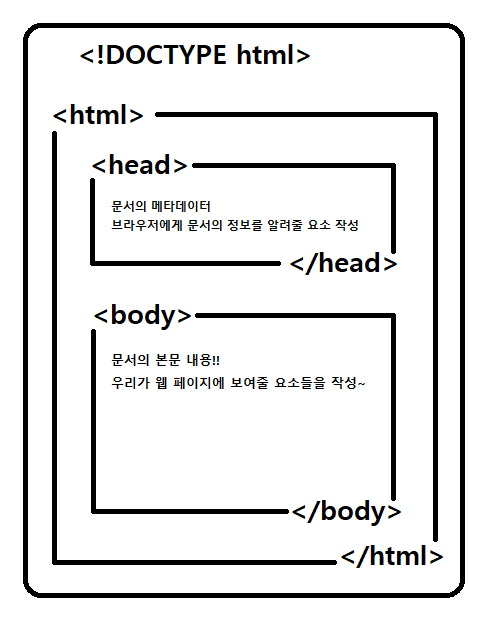 <!DOCTYPE html>
<html>
<head>
문서의 메타데이터
브라우저에게 문서의 정보를 알려줄 요소 작성
</head>
<body>
문서의 본문 내용!!
우리가 웹 페이지에 보여줄 요소들을 작성~
</body>
</html>